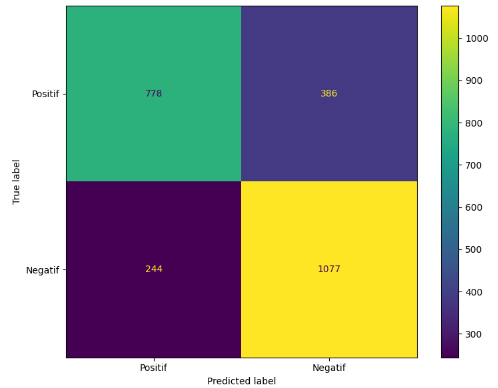 Positif
778
386
Negatif
244
1077
Positif
Negatif
Predicted label
True label
1000
900
800
700
600
500
400
300